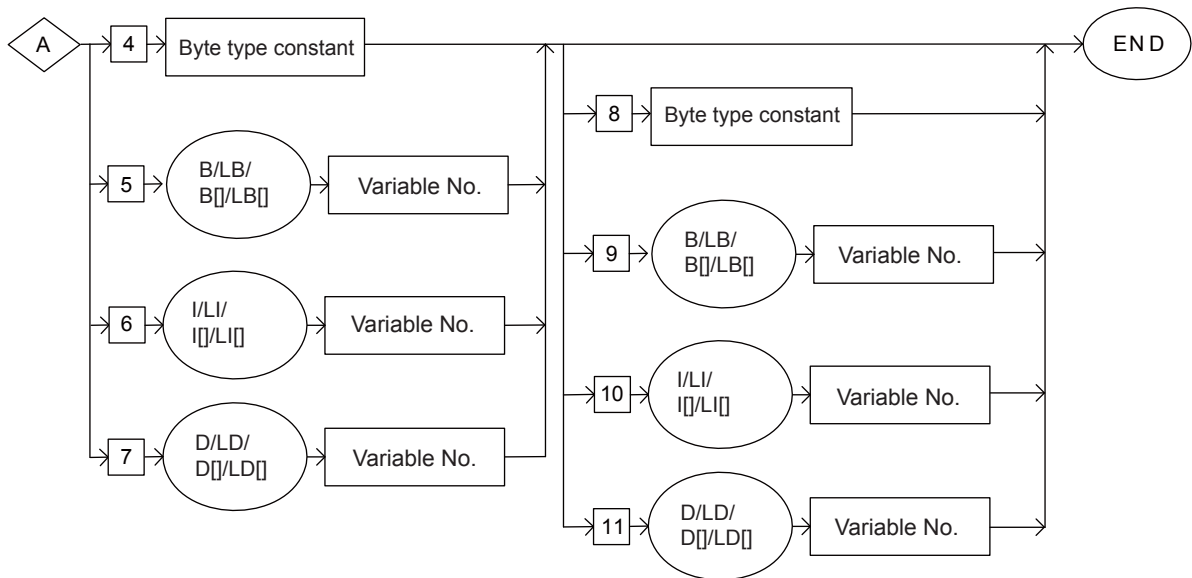 A
4
Byte type constant
END
8
Byte type constant
5
B/LB/
B[]/LB[]
Variable No.
9
B/LB/
B[]/LB[]
Variable No.
6
I/LI/
I[]/LI[]
Variable No.
10
I/LI/
I[]/LI[]
Variable No.
7
D/LD/
D[]/LD[]
Variable No.
11
D/LD/
D[]/LD[]
Variable No.